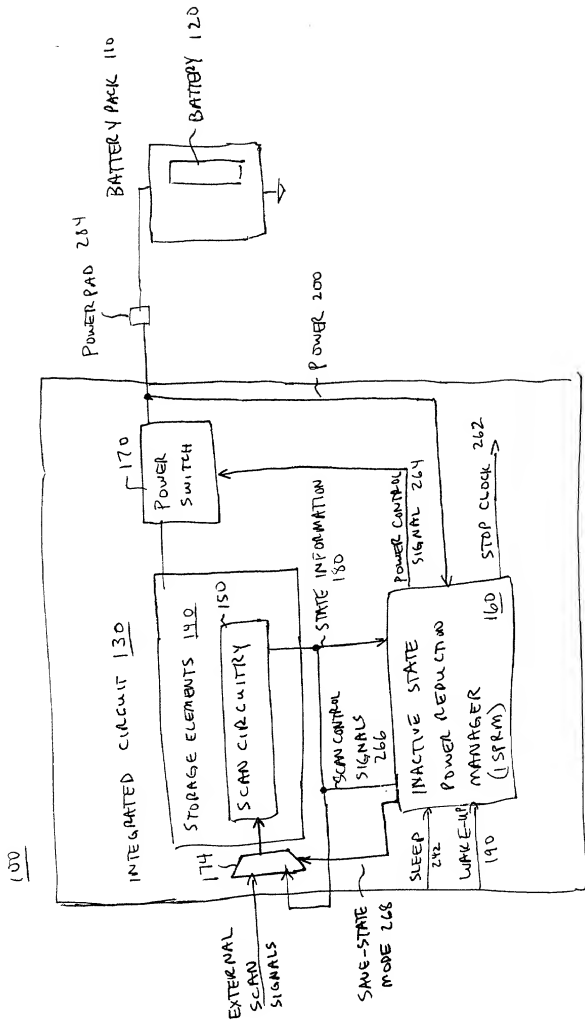 100
INTEGRATED CIRCUIT 130
BATTERY PACK 110
BATTERY 120
POWERPAD 284
POWER 200
170
POWER
SWITCH
STORAGE ELEMENTS 140
150
SCAN CIRCUITRY
174
EXTERNAL
SCAN
SIGNALS
STATE INFORMATION
180
SCAN CONTROL
SIGNALS
266
POWER CONTROL
SIGNAL 264
STOP CLOCK 262
SAVE-STATE
MODE 268
SLEEP
242
WAKE-UP
190
INACTIVE STATE
POWER REDUCTION
MANAGER
(ISPRM)
160